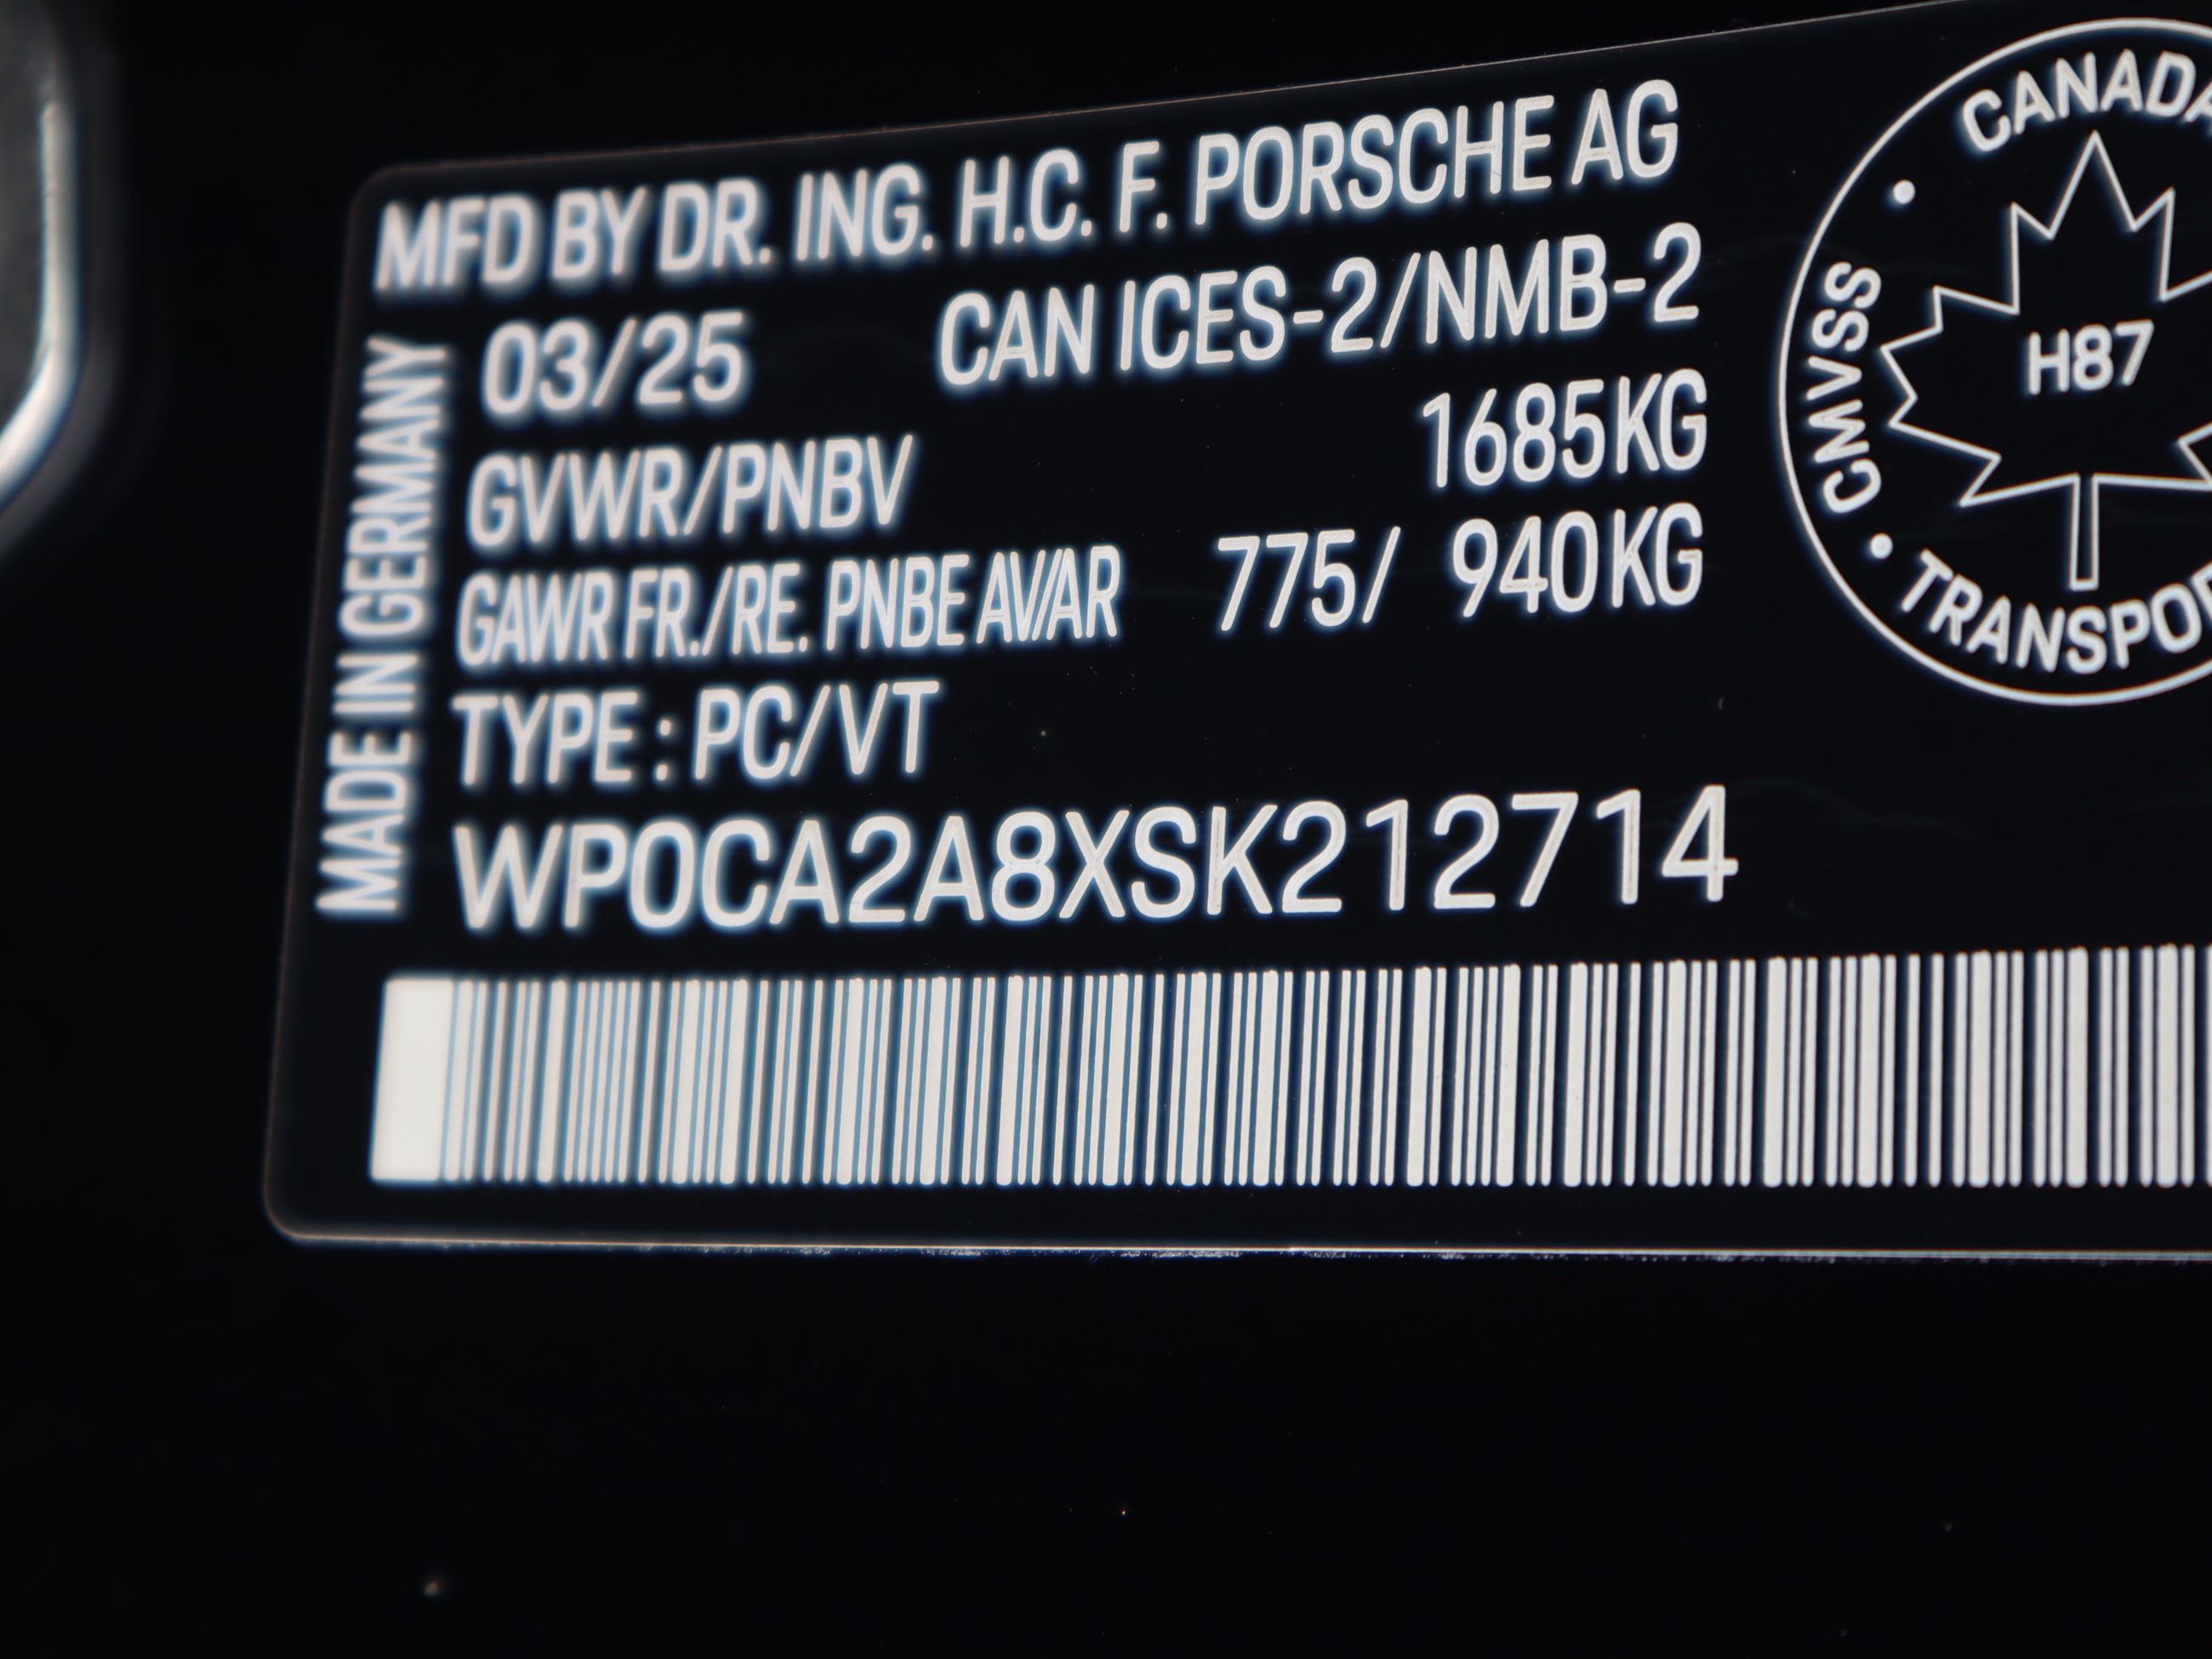 MFD BY DR. ING. H.C. F. PORSCHE AG
03/25 CAN ICES-2/NMB-2
GVWR/PNBV 1685KG
GAWR FR./RE. PNBE AV/AR 775/ 940KG
TYPE : PC/VT
WP0CA2A8XSK212714
MADE IN GERMANY
CANADA
CMVSS
H87